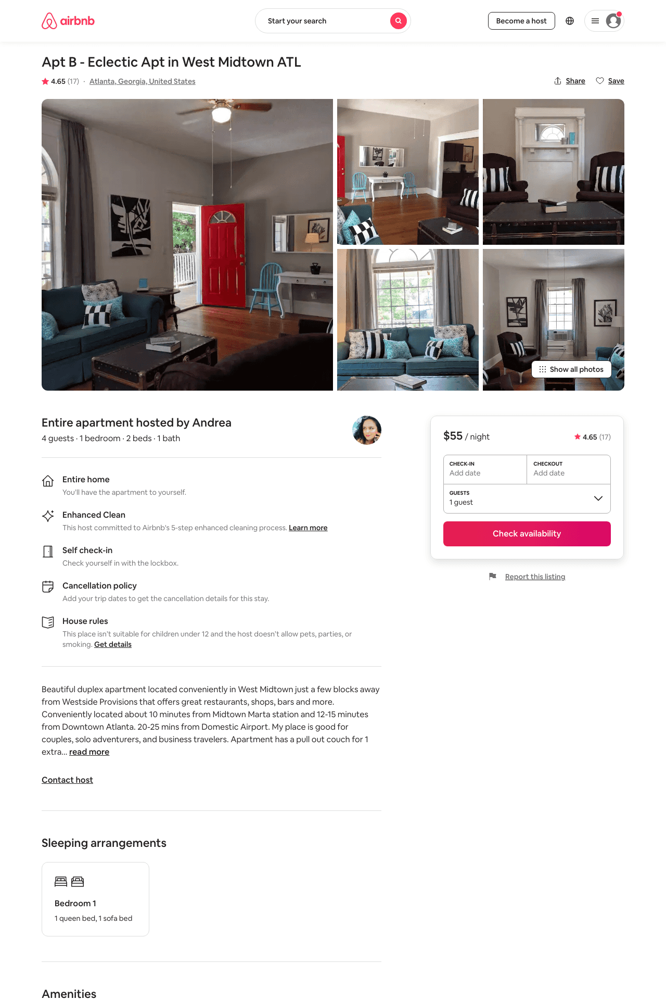 airbnb
Start your search
Become a host
Apt B - Eclectic Apt in West Midtown ATL
4.65 (17) · Atlanta, Georgia, United States
Share
Save
Show all photos
Entire apartment hosted by Andrea
4 guests · 1 bedroom · 2 beds · 1 bath
Entire home
You’ll have the apartment to yourself.
Enhanced Clean
This host committed to Airbnb's 5-step enhanced cleaning process. Learn more
Self check-in
Check yourself in with the lockbox.
Cancellation policy
Add your trip dates to get the cancellation details for this stay.
House rules
This place isn’t suitable for children under 12 and the host doesn’t allow pets, parties, or
smoking. Get details
$55 / night
4.65 (17)
CHECK-IN
Add date
CHECKOUT
Add date
GUESTS
1 guest
Check availability
Report this listing
Beautiful duplex apartment located conveniently in West Midtown just a few blocks away
from Westside Provisions that offers great restaurants, shops, bars and more.
Conveniently located about 10 minutes from Midtown Marta station and 12-15 minutes
from Downtown Atlanta. 20-25 mins from Domestic Airport. My place is good for
couples, solo adventurers, and business travelers. Apartment has a pull out couch for 1
extra... read more
Contact host
Sleeping arrangements
Bedroom 1
1 queen bed, 1 sofa bed
Amenities